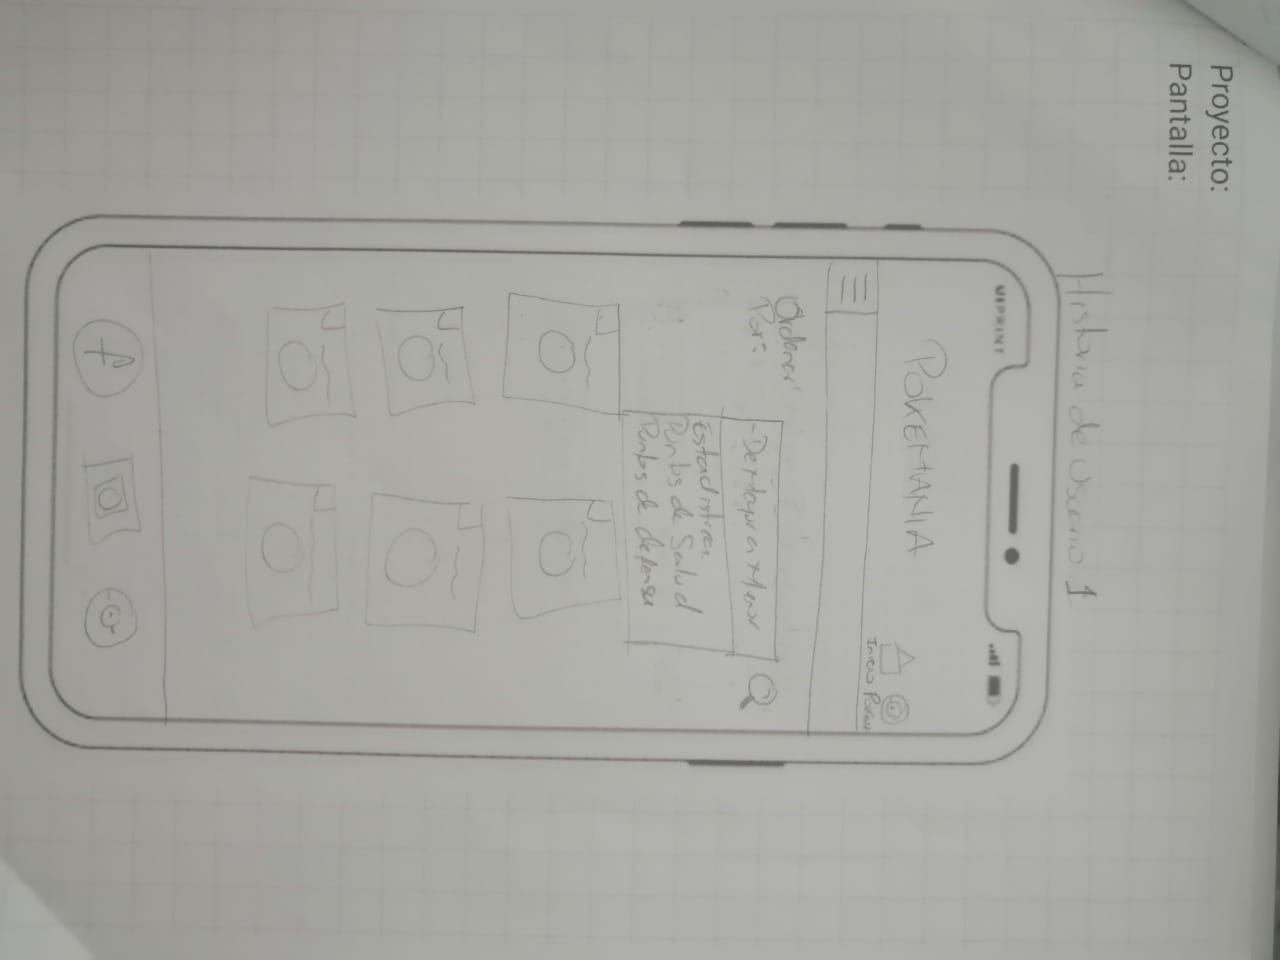 Proyecto:
Pantalla:
Historia de Usuario 1
UIPRINT
POKEMANIA
Inicio
Ordenar
Por:
- De Mayor a Menor
Estadistica
Puntos de Salud
Puntos de defensa
f